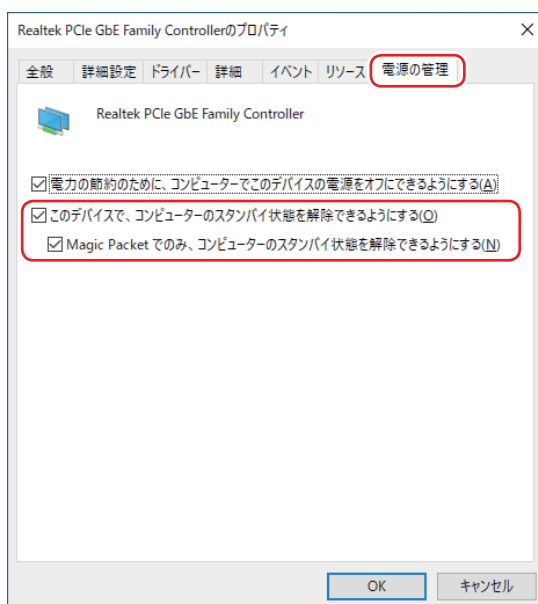 Realtek PCIe GbE Family Controllerのプロパティ
全般 詳細設定 ドライバー 詳細 イベント リソース 電源の管理
Realtek PCIe GbE Family Controller
電力の節約のために、コンピューターでこのデバイスの電源をオフにできるようにする(A)
このデバイスで、コンピューターのスタンバイ状態を解除できるようにする(O)
Magic Packet でのみ、コンピューターのスタンバイ状態を解除できるようにする(N)
OK キャンセル